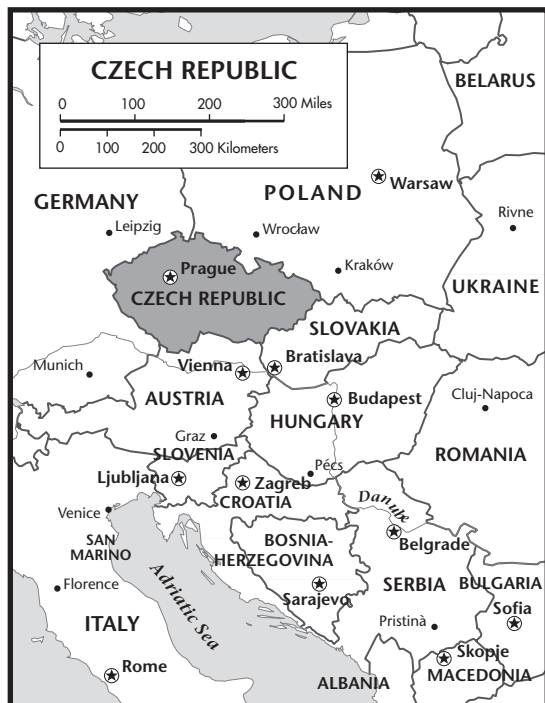 CZECH REPUBLIC
0 100 200 300 Miles
0 100 200 300 Kilometers
BELARUS
POLAND
Warsaw
GERMANY
Leipzig
Wrocław
Rivne
Prague
Kraków
CZECH REPUBLIC
UKRAINE
SLOVAKIA
Munich
Vienna
Bratislava
AUSTRIA
Budapest
Cluj-Napoca
HUNGARY
Graz
SLOVENIA
ROMANIA
Ljubljana
Pécs
Zagreb
CROATIA
Danube
Venice
SAN
MARINO
BOSNIA-
HERZEGOVINA
Belgrade
Adriatic Sea
Florence
Sarajevo
SERBIA
BULGARIA
Sofia
ITALY
Pristinà
Skopje
Rome
ALBANIA
MACEDONIA